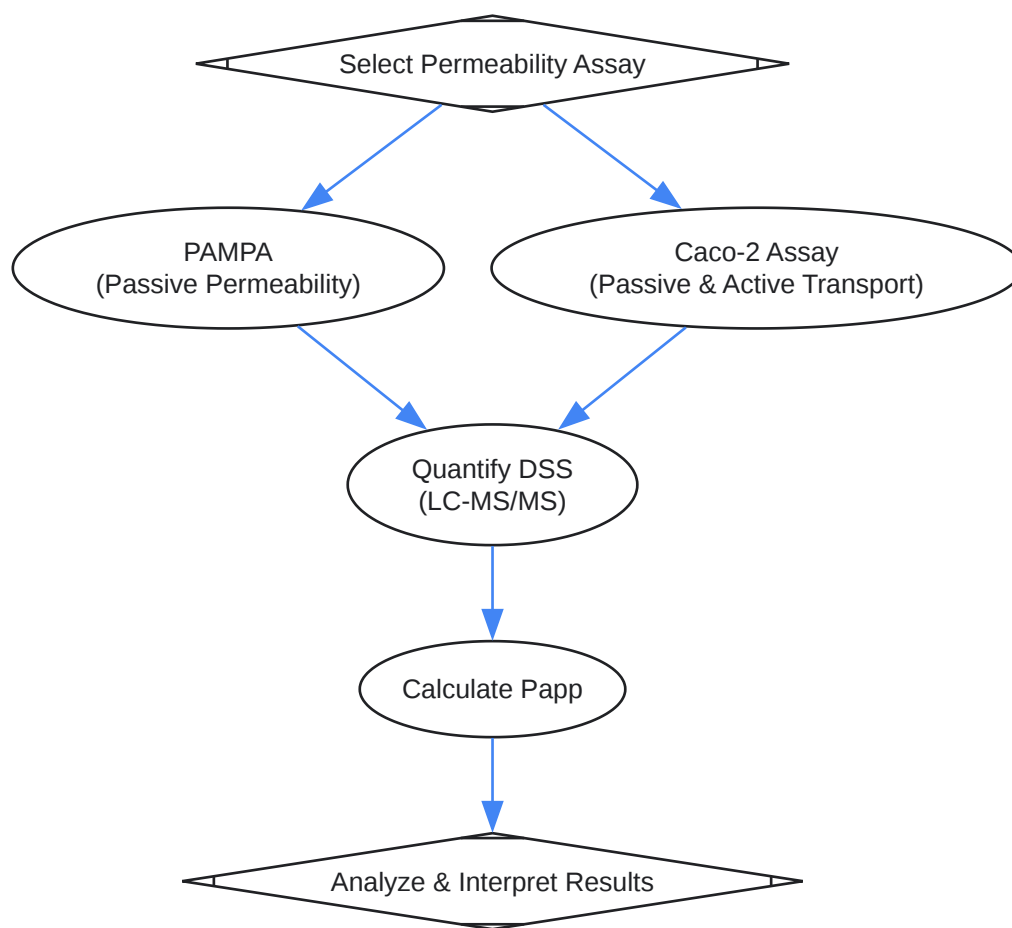 Select Permeability Assay
PAMPA
(Passive Permeability)
Caco-2 Assay
(Passive & Active Transport)
Quantify DSS
(LC-MS/MS)
Calculate Papp
Analyze & Interpret Results